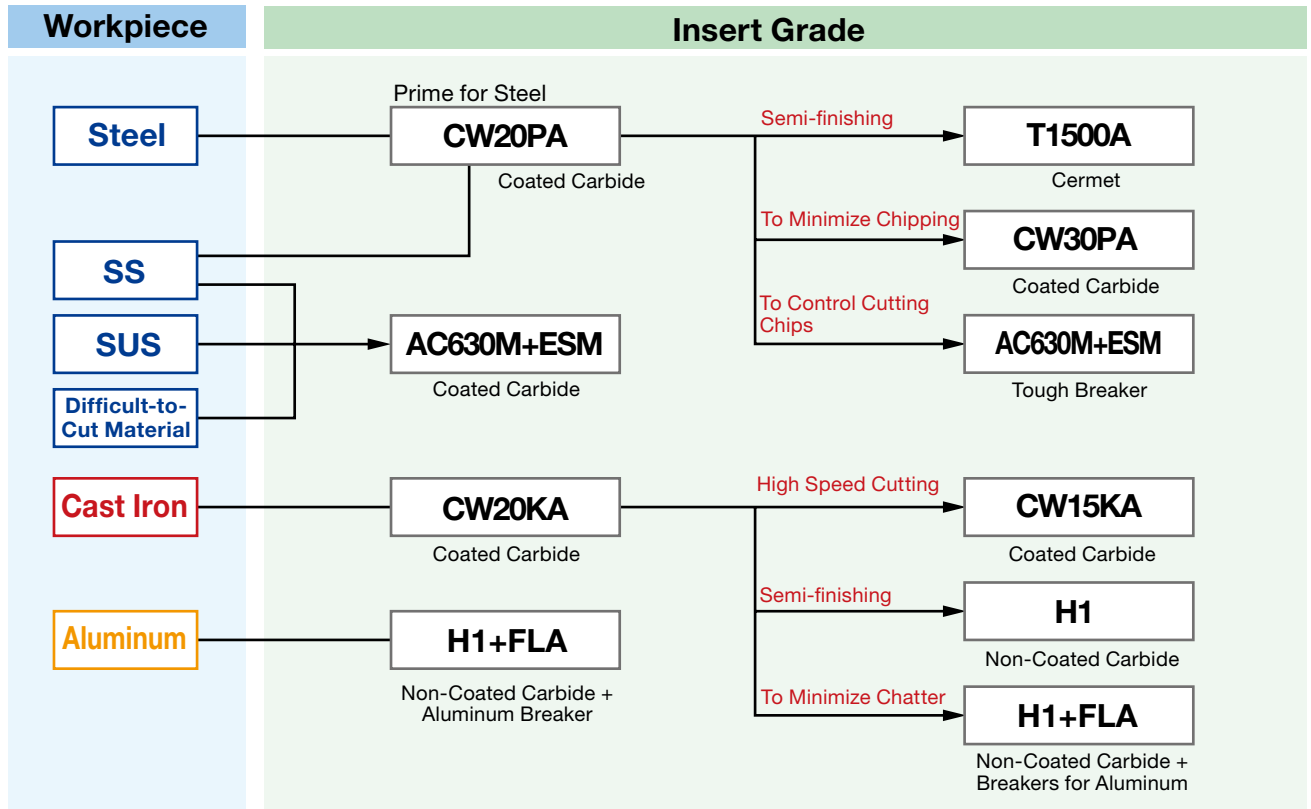 Workpiece
Insert Grade
Prime for Steel
Steel
CW20PA
Coated Carbide
Semi-finishing
T1500A
Cermet
To Minimize Chipping
CW30PA
Coated Carbide
SS
To Control Cutting
Chips
AC630M+ESM
Tough Breaker
SUS
AC630M+ESM
Coated Carbide
Difficult-to-
Cut Material
Cast Iron
CW20KA
Coated Carbide
High Speed Cutting
CW15KA
Coated Carbide
Semi-finishing
H1
Non-Coated Carbide
Aluminum
H1+FLA
Non-Coated Carbide +
Aluminum Breaker
To Minimize Chatter
H1+FLA
Non-Coated Carbide +
Breakers for Aluminum